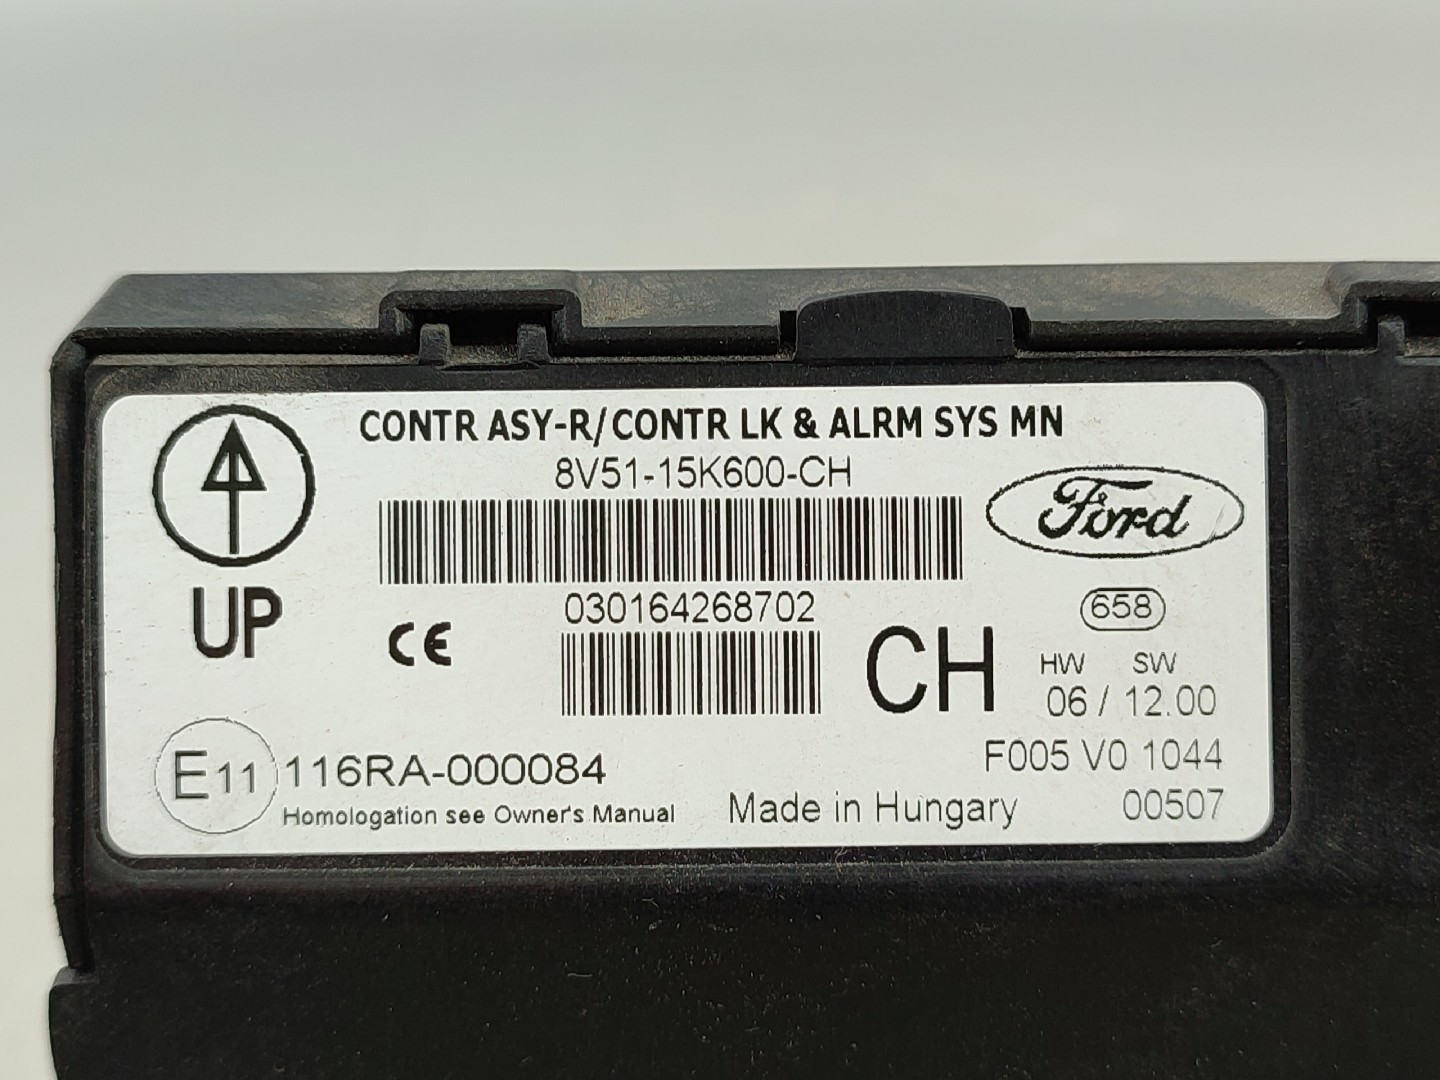 CONTR ASY-R/CONTR LK & ALRM SYS MN
8V51-15K600-CH
Ford
UP
CE
030164268702
CH
658
HW SW
06 / 12.00
E11 116RA-000084
F005 V0 1044
Homologation see Owner's Manual
Made in Hungary
00507